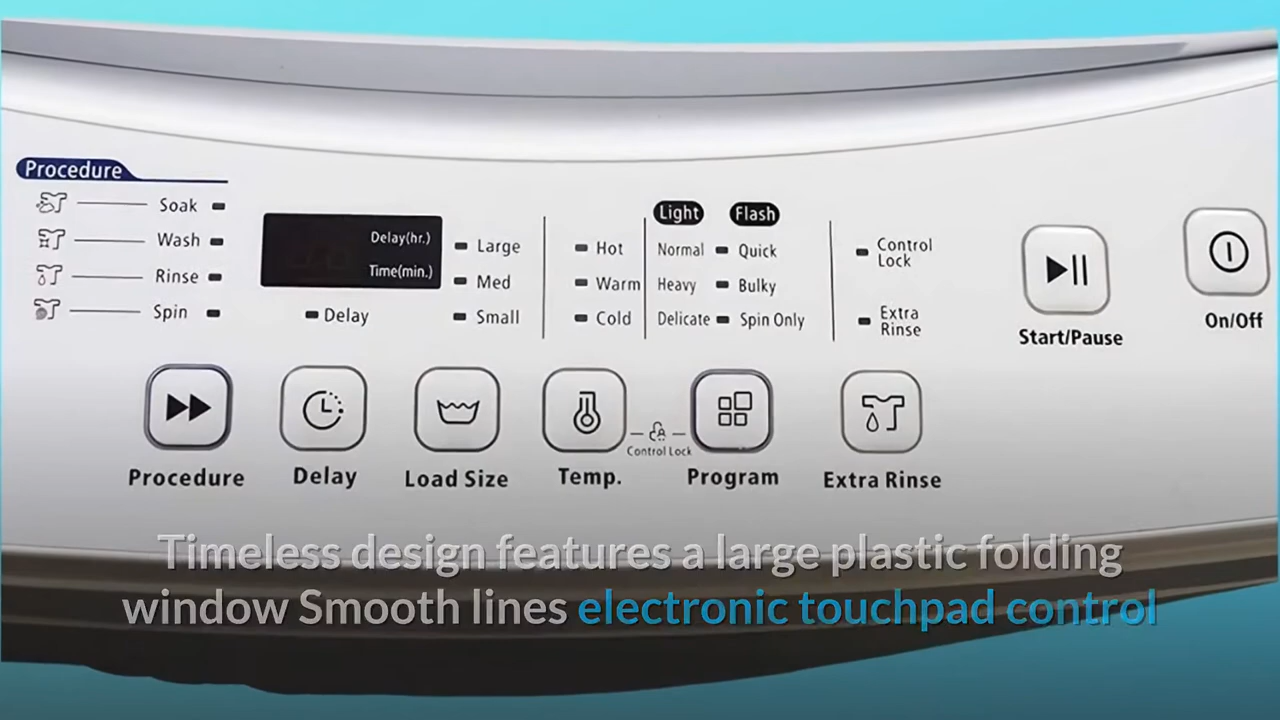 Procedure
Soak
Wash
Rinse
Spin
Delay(hr.)
Time(min.)
Delay
Large
Med
Small
Hot
Warm
Cold
Light Flash
Normal Quick
Heavy Bulky
Delicate Spin Only
Control
Lock
Extra
Rinse
Start/Pause
On/Off
Control Lock
Procedure
Delay
Load Size
Temp.
Program
Extra Rinse
Timeless design features a large plastic folding
window Smooth lines electronic touchpad control